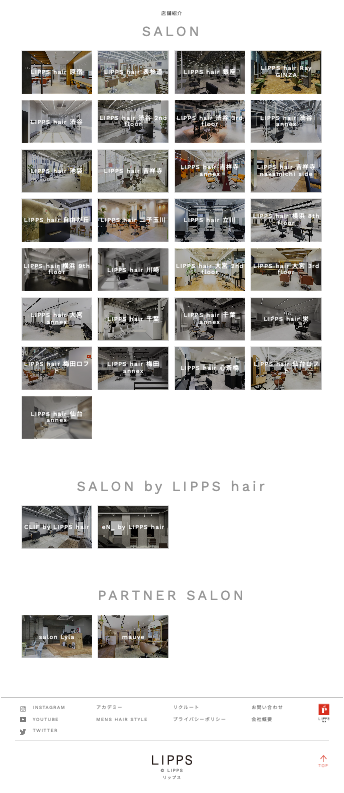 店舗紹介
SALON
LIPPS hair 原宿
LIPPS hair 表参道
LIPPS hair 銀座
LIPPS hair Ray
GINZA
LIPPS hair 渋谷
LIPPS hair 渋谷 2nd
floor
LIPPS hair 渋谷 3rd
floor
LIPPS hair 渋谷
annex
LIPPS hair 池袋
LIPPS hair 吉祥寺
LIPPS hair 吉祥寺
annex
LIPPS hair 吉祥寺
nakamichi side
LIPPS hair 自由が丘
LIPPS hair 二子玉川
LIPPS hair 立川
LIPPS hair 横浜 8th
floor
LIPPS hair 横浜 9th
floor
LIPPS hair 川崎
LIPPS hair 大宮 2nd
floor
LIPPS hair 大宮 3rd
floor
LIPPS hair 大宮
annex
LIPPS hair 千葉
LIPPS hair 千葉
annex
LIPPS hair 栄
LIPPS hair 梅田ロフ
LIPPS hair 梅田
annex
LIPPS hair 心斎橋
LIPPS hair 仙台ロフ
LIPPS hair 仙台
annex
SALON by LIPPS hair
CLIF by LIPPS hair
eN_ by LIPPS hair
PARTNER SALON
salon Lyla
mauve
INSTAGRAM
アカデミー
リクルート
お問い合わせ
YOUTUBE
MENS HAIR STYLE
プライバシーポリシー
会社概要
TWITTER
LIPPS
© LIPPS
リップス
TOP